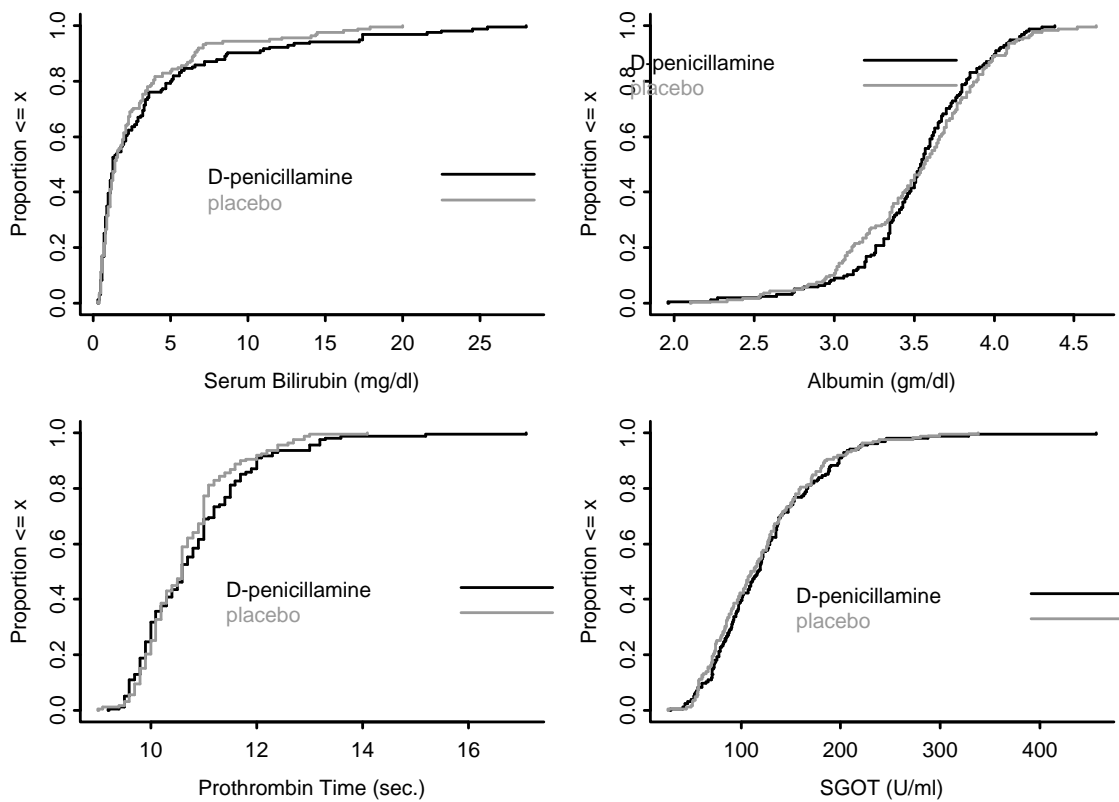 Proportion <= x
1.0
0.8
0.6
0.4
0.2
0.0
D-penicillamine
placebo
0 5 10 15 20 25
Serum Bilirubin (mg/dl)
Proportion <= x
1.0
0.8
0.6
0.4
0.2
0.0
D-penicillamine
placebo
2.0 2.5 3.0 3.5 4.0 4.5
Albumin (gm/dl)
Proportion <= x
1.0
0.8
0.6
0.4
0.2
0.0
D-penicillamine
placebo
10 12 14 16
Prothrombin Time (sec.)
Proportion <= x
1.0
0.8
0.6
0.4
0.2
0.0
D-penicillamine
placebo
100 200 300 400
SGOT (U/ml)